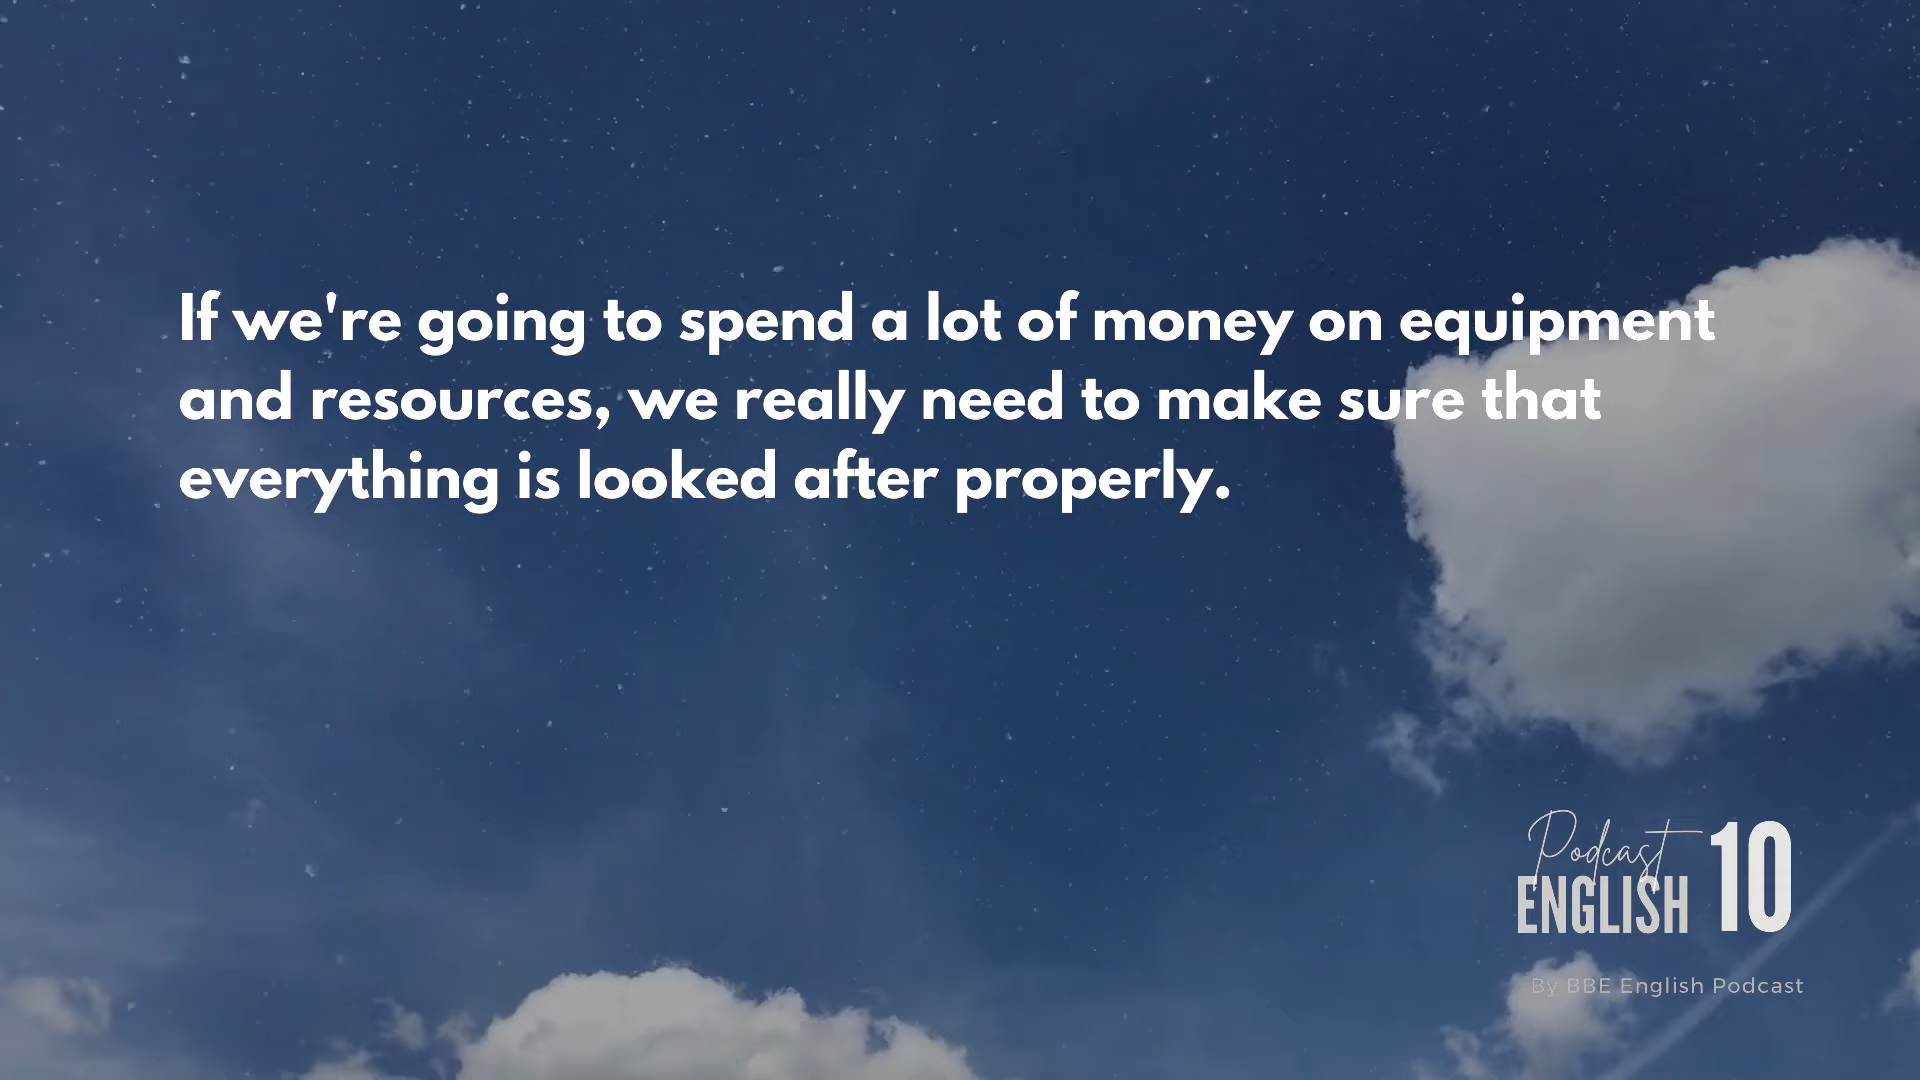 If we're going to spend a lot of money on equipment
and resources, we really need to make sure that
everything is looked after properly.
Podcast
ENGLISH 10
By BBE English Podcast